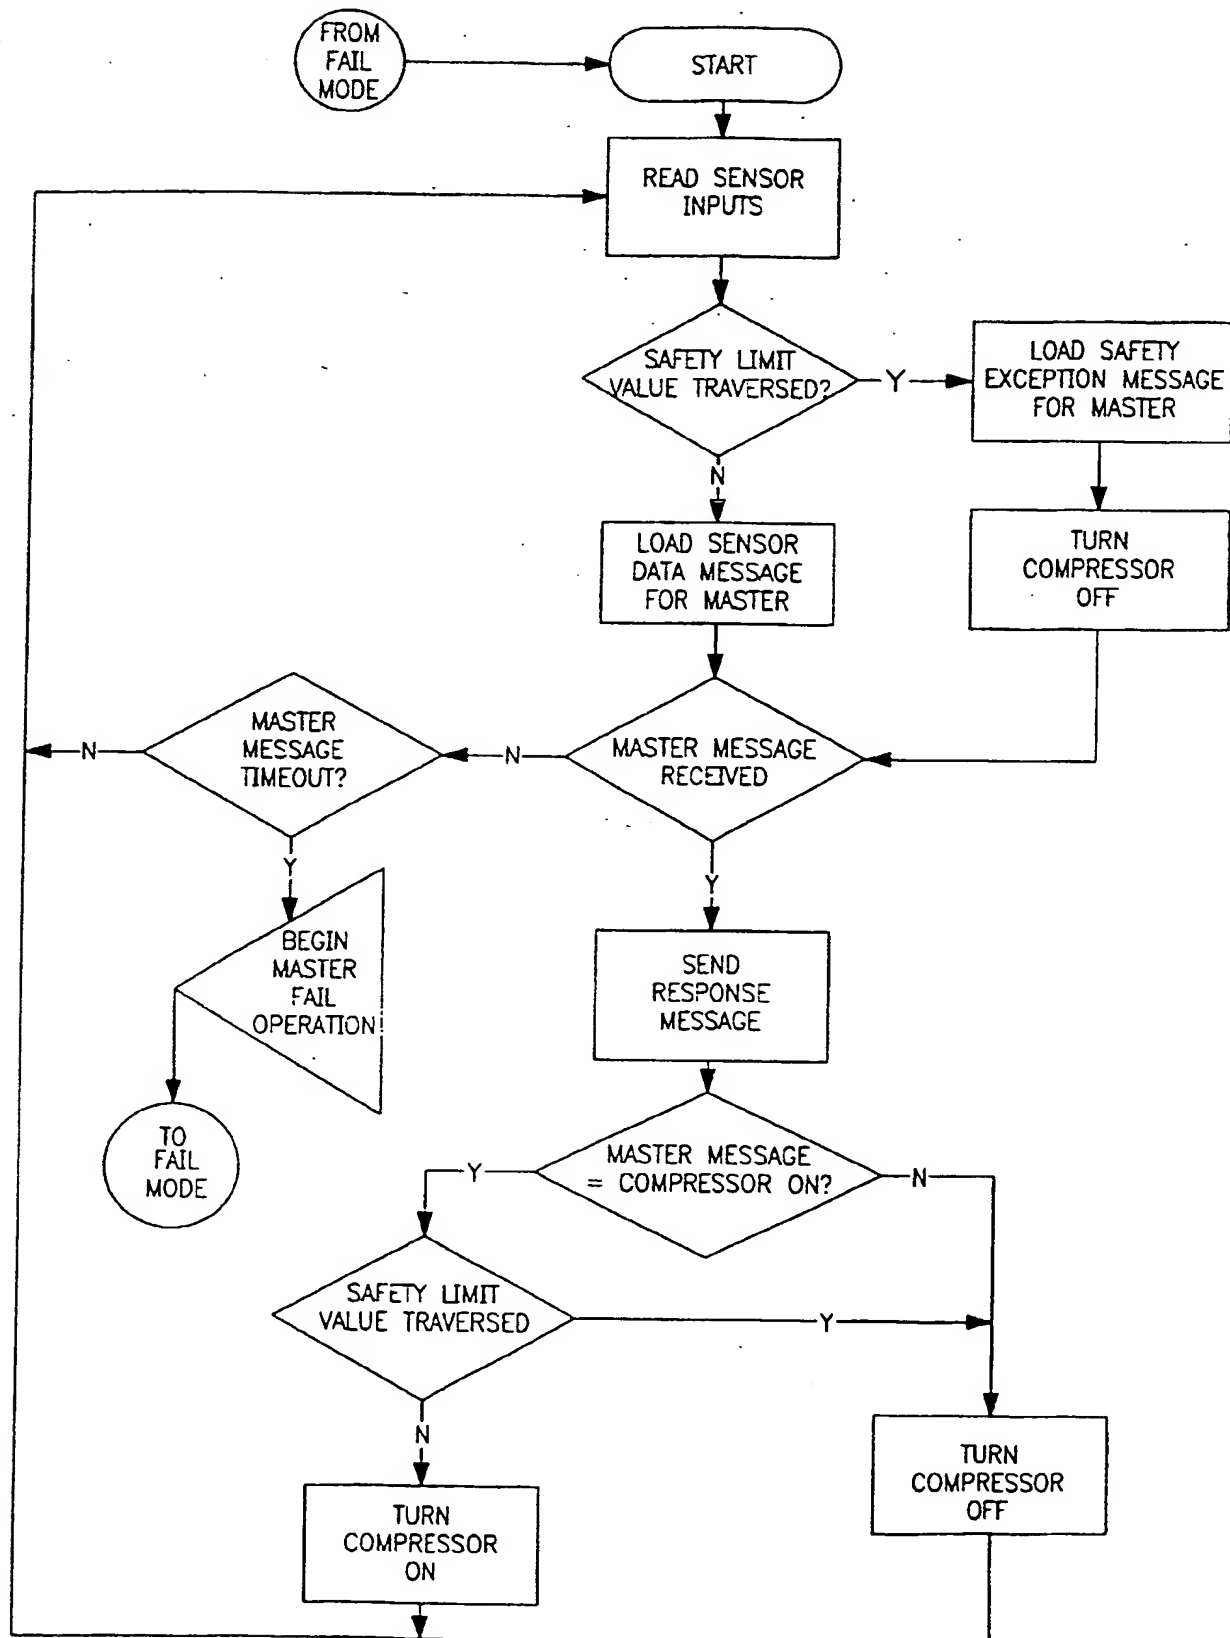 FROM
FAIL
MODE
START
READ SENSOR
INPUTS
SAFETY LIMIT
VALUE TRAVERSED?
Y
LOAD SAFETY
EXCEPTION MESSAGE
FOR MASTER
N
LOAD SENSOR
DATA MESSAGE
FOR MASTER
TURN
COMPRESSOR
OFF
MASTER MESSAGE
RECEIVED
N
MASTER
MESSAGE
TIMEOUT?
N
Y
BEGIN
MASTER
FAIL
OPERATION
TO
FAIL
MODE
Y
SEND
RESPONSE
MESSAGE
MASTER MESSAGE
= COMPRESSOR ON?
Y
N
SAFETY LIMIT
VALUE TRAVERSED
Y
N
TURN
COMPRESSOR
ON
TURN
COMPRESSOR
OFF